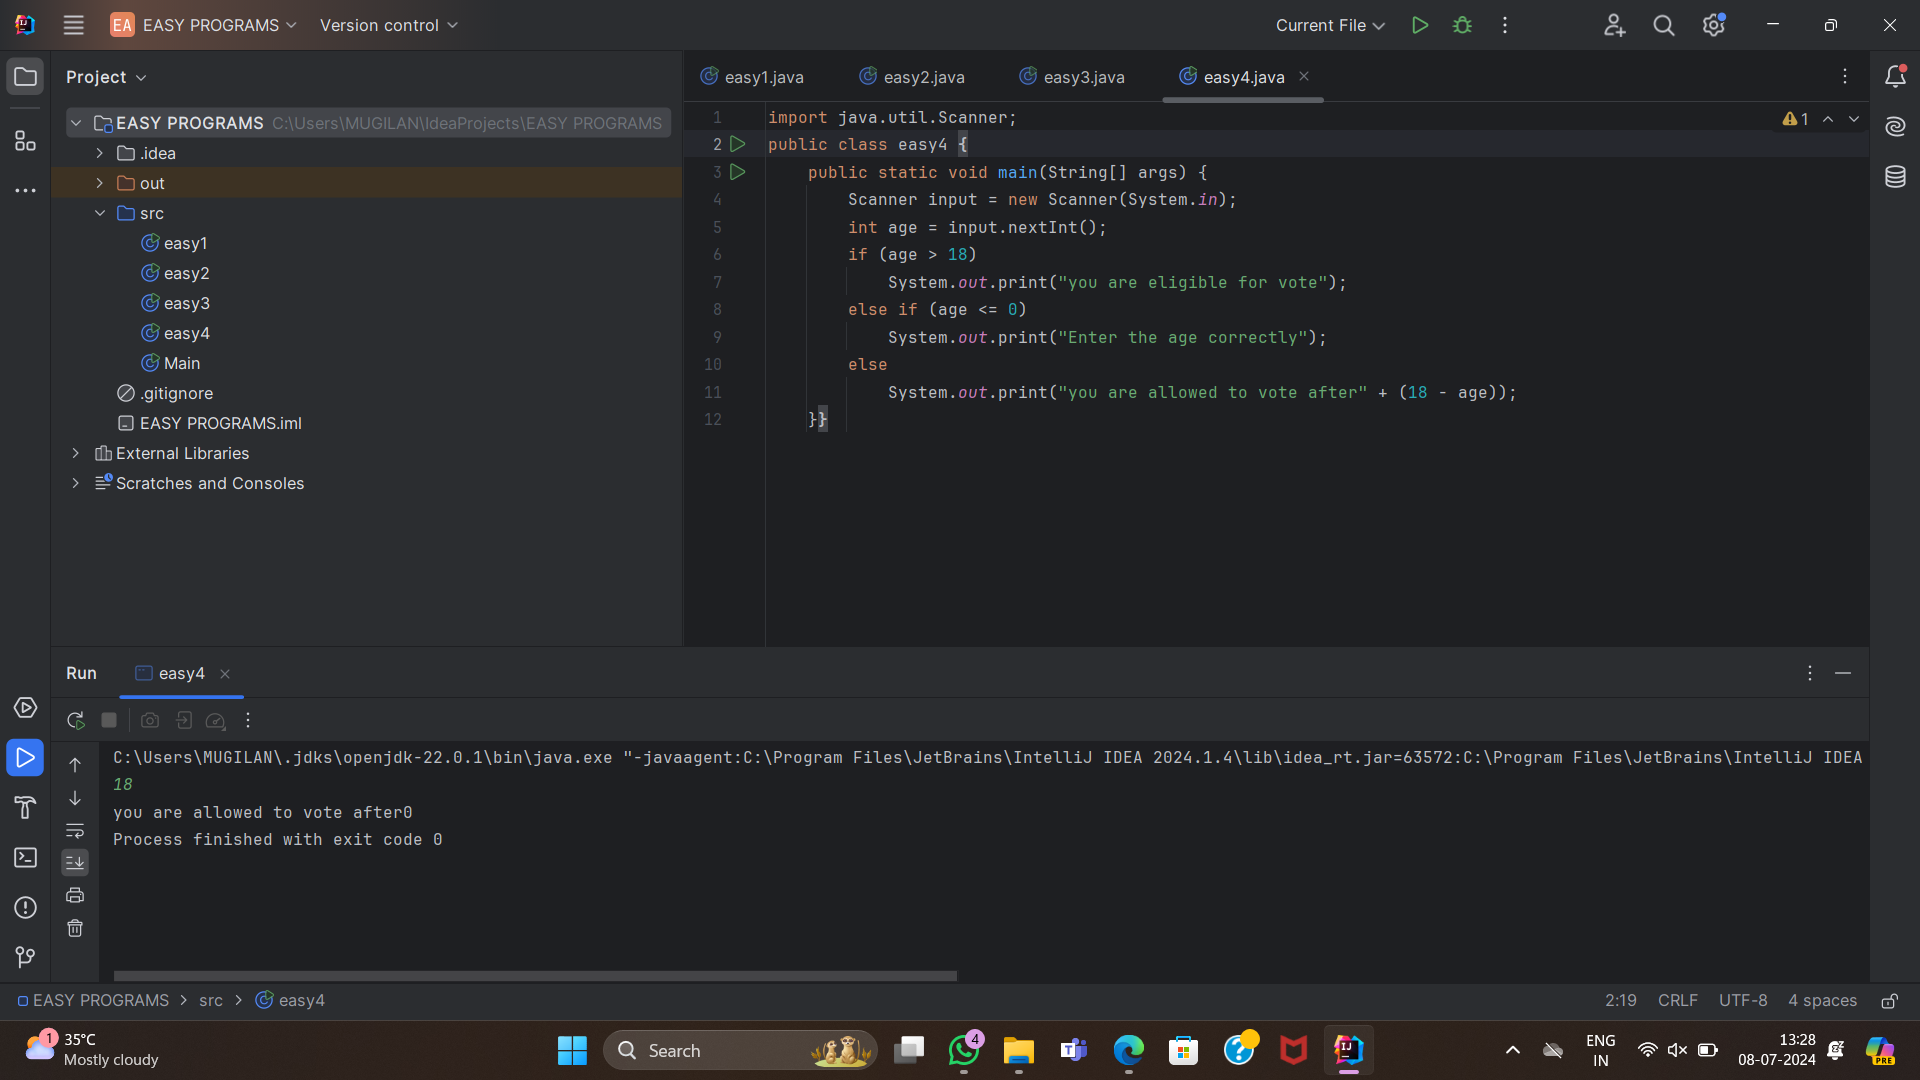 EA EASY PROGRAMS Version control Current File
Project
easy1.java easy2.java easy3.java easy4.java
EASY PROGRAMS C:\Users\MUGILAN\IdeaProjects\EASY PROGRAMS
.idea
out
src
easy1
easy2
easy3
easy4
Main
.gitignore
EASY PROGRAMS.iml
External Libraries
Scratches and Consoles
1 import java.util.Scanner;
2 public class easy4 {
3 public static void main(String[] args) {
4 Scanner input = new Scanner(System.in);
5 int age = input.nextInt();
6 if (age > 18)
7 System.out.print("you are eligible for vote");
8 else if (age <= 0)
9 System.out.print("Enter the age correctly");
10 else
11 System.out.print("you are allowed to vote after" + (18 - age));
12 }}
1
Run easy4
C:\Users\MUGILAN\.jdks\openjdk-22.0.1\bin\java.exe "-javaagent:C:\Program Files\JetBrains\IntelliJ IDEA 2024.1.4\lib\idea_rt.jar=63572:C:\Program Files\JetBrains\IntelliJ IDEA
18
you are allowed to vote after0
Process finished with exit code 0
EASY PROGRAMS > src > easy4 2:19 CRLF UTF-8 4 spaces
1 35°C
Mostly cloudy
Search
4
ENG
IN
13:28
08-07-2024
PRE